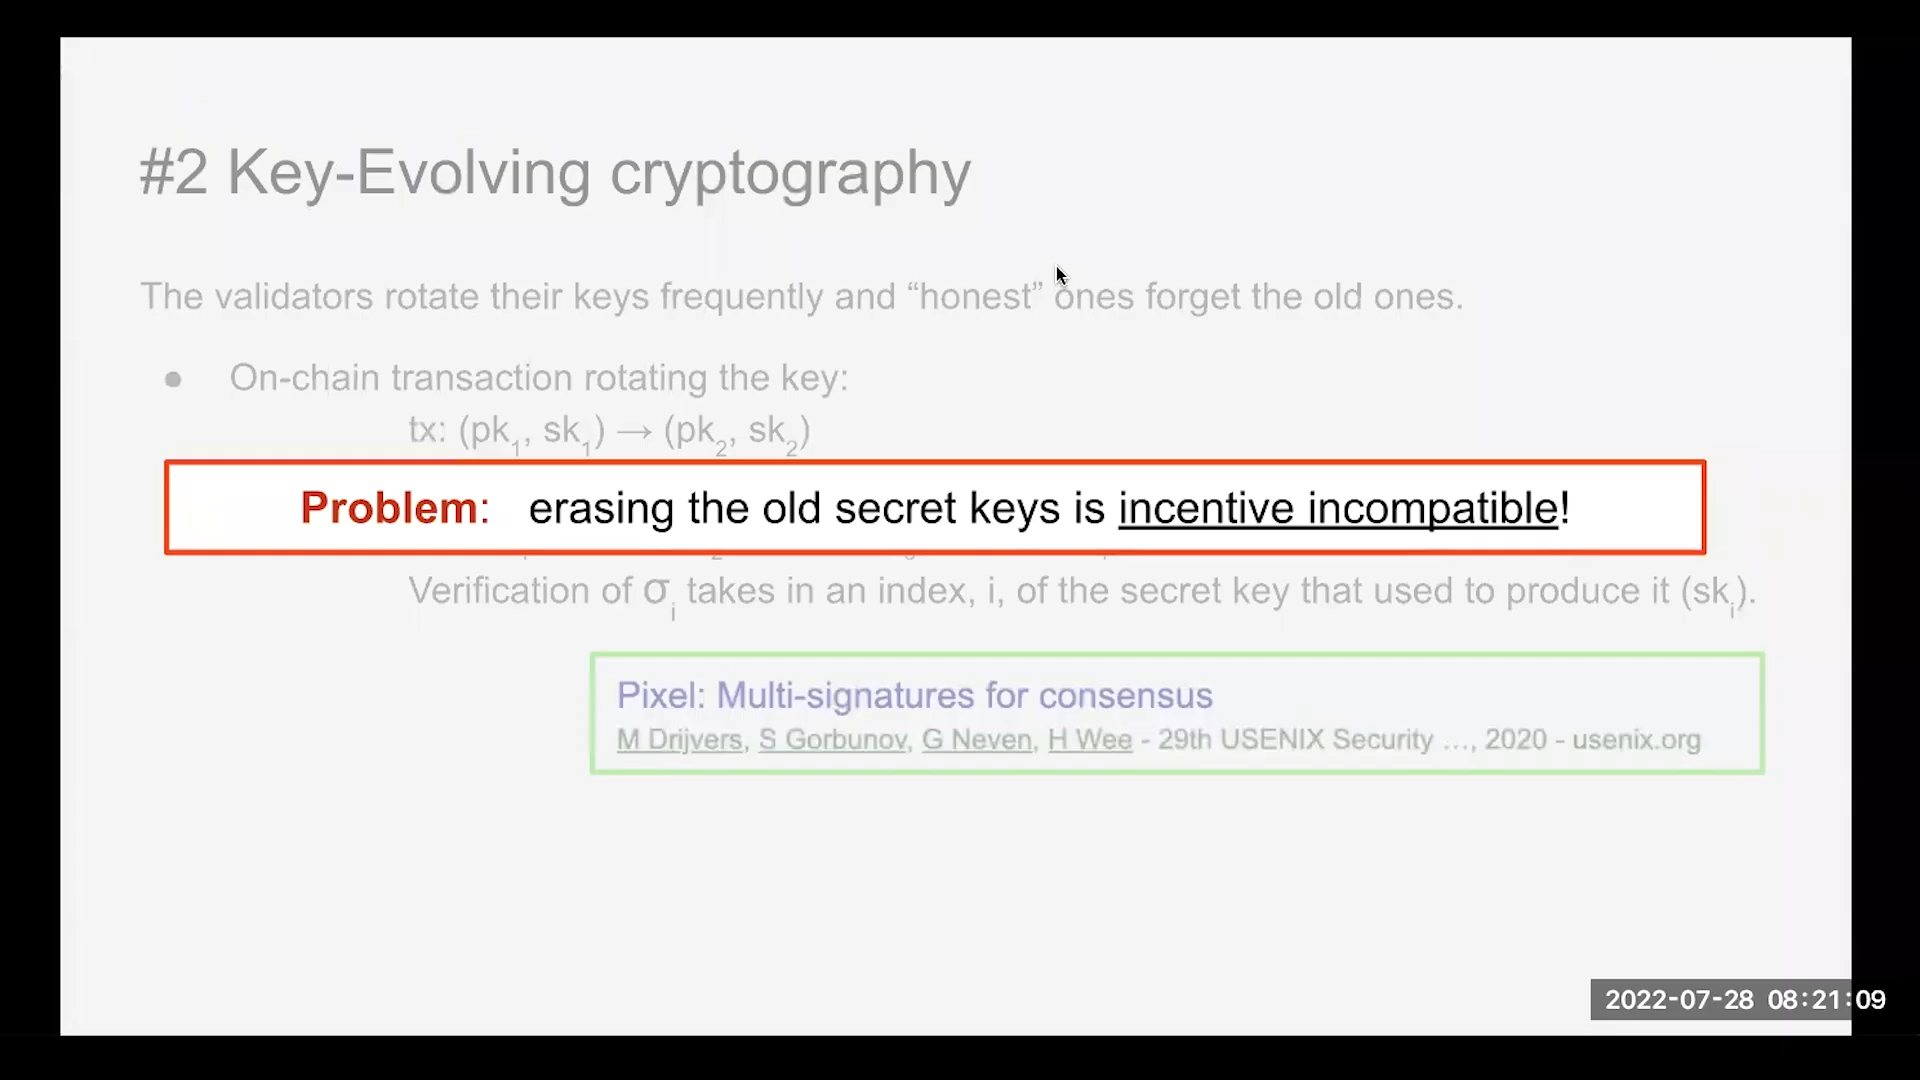 #2 Key-Evolving cryptography
The validators rotate their keys frequently and “honest” ones forget the old ones.
● On-chain transaction rotating the key:
tx: (pk₁, sk₁) → (pk₂, sk₂)
Problem: erasing the old secret keys is incentive incompatible!
Verification of σᵢ takes in an index, i, of the secret key that used to produce it (skᵢ).
Pixel: Multi-signatures for consensus
M Drijvers, S Gorbunov, G Neven, H Wee - 29th USENIX Security …, 2020 - usenix.org
2022-07-28 08:21:09